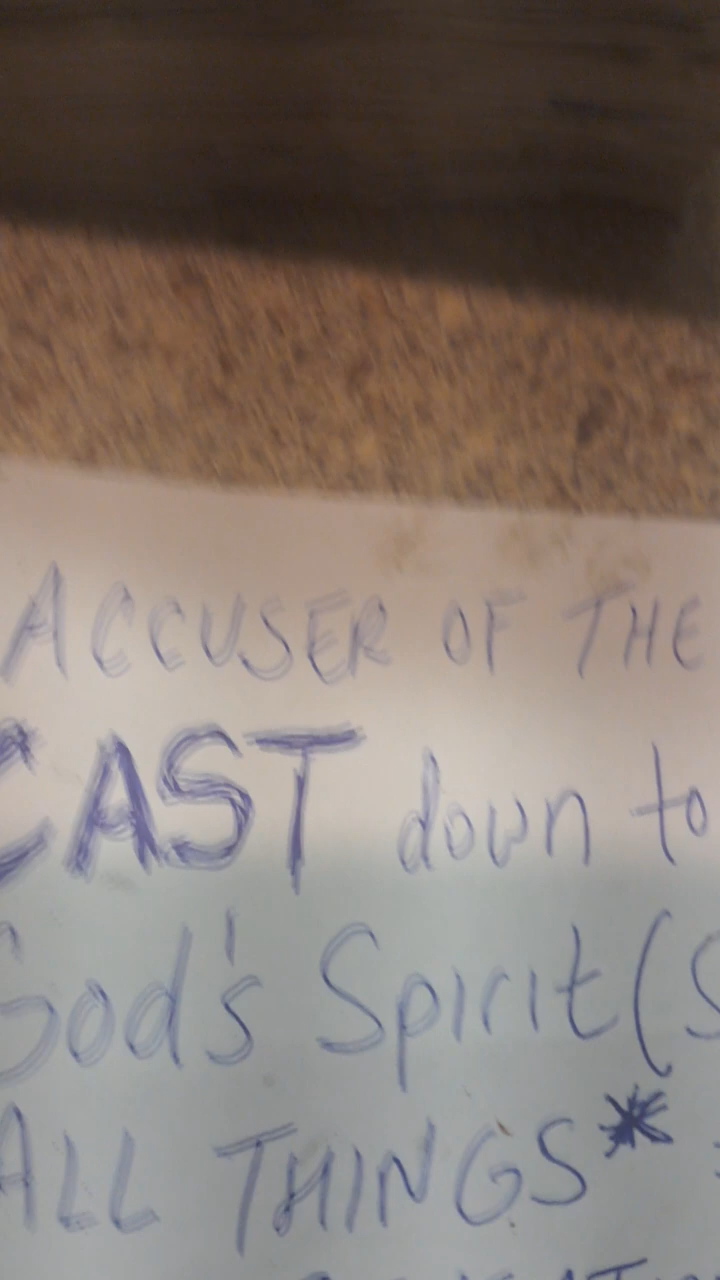 ACCUSER OF THE
CAST down to
God's Spirit (S
ALL THINGS*